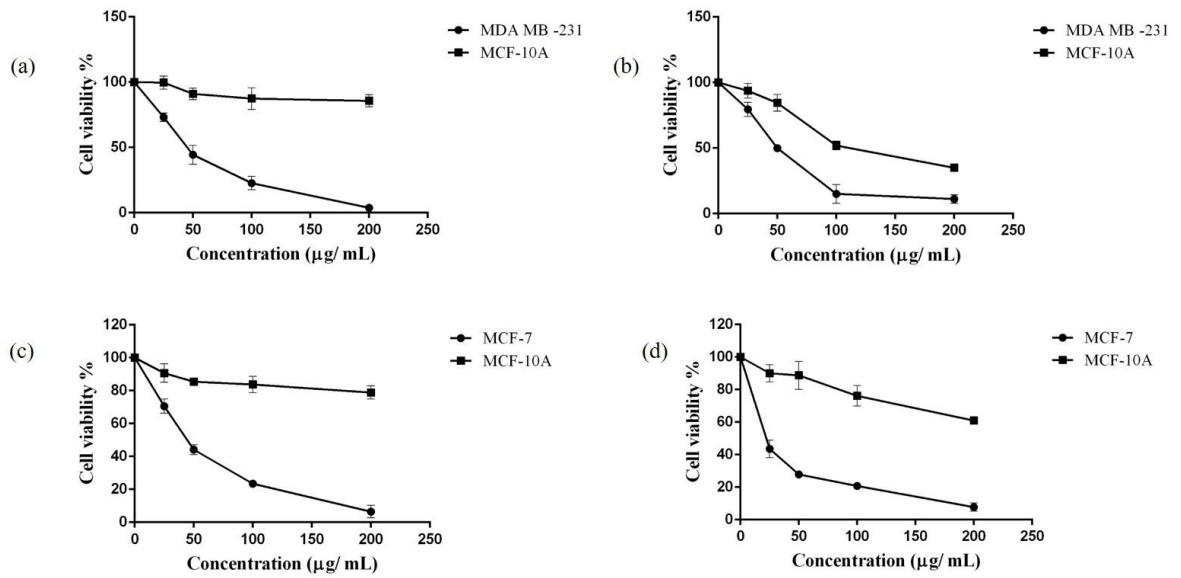 (a)
Cell viability %
150
100
50
0
0 50 100 150 200 250
Concentration (µg/ mL)
MDA MB -231
MCF-10A
(b)
Cell viability %
150
100
50
0
0 50 100 150 200 250
Concentration (µg/ mL)
MDA MB -231
MCF-10A
(c)
Cell viability %
120
100
80
60
40
20
0
0 50 100 150 200 250
Concentration (µg/ mL)
MCF-7
MCF-10A
(d)
Cell viability %
120
100
80
60
40
20
0
0 50 100 150 200 250
Concentration (µg/ mL)
MCF-7
MCF-10A